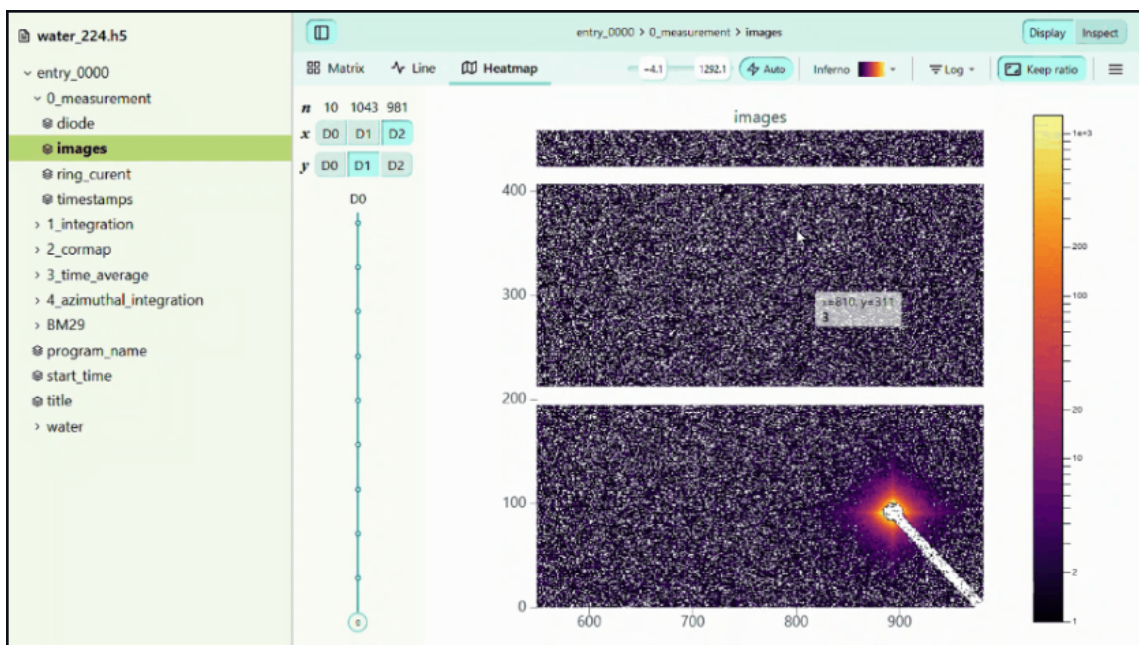 water_224.h5
entry_0000
0_measurement
diode
images
ring_curent
timestamps
1_integration
2_cormap
3_time_average
4_azimuthal_integration
BM29
program_name
start_time
title
water
entry_0000 > 0_measurement > images
Display Inspect
Matrix Line Heatmap −4.1 1292.1 Auto Inferno Log Keep ratio
n 10 1043 981
x D0 D1 D2
y D0 D1 D2
D0
0
images
400
300
200
100
0
600 700 800 900
x=810, y=311
3
1e+3
200
100
20
10
2
1